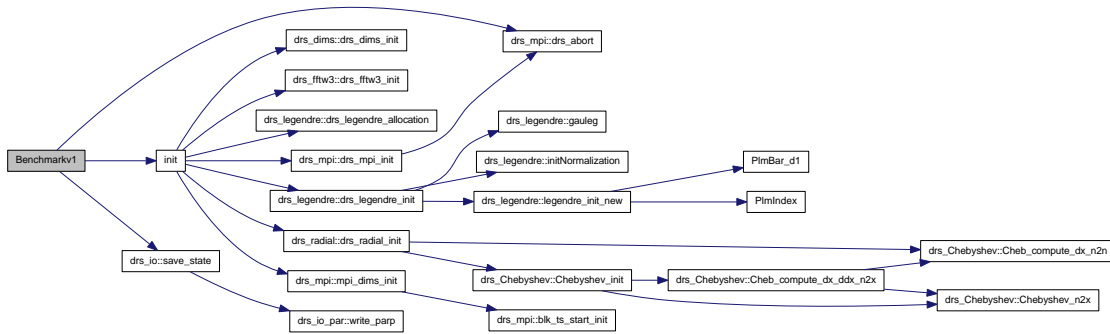 drs_dims::drs_dims_init
drs_mpi::drs_abort
drs_fftw3::drs_fftw3_init
drs_legendre::drs_legendre_allocation
drs_legendre::gauleg
Benchmarkv1
init
drs_mpi::drs_mpi_init
drs_legendre::initNormalization
PlmBar_d1
drs_legendre::drs_legendre_init
drs_legendre::legendre_init_new
PlmIndex
drs_radial::drs_radial_init
drs_Chebyshev::Cheb_compute_dx_n2n
drs_io::save_state
drs_mpi::mpi_dims_init
drs_Chebyshev::Chebyshev_init
drs_Chebyshev::Cheb_compute_dx_ddx_n2x
drs_Chebyshev::Chebyshev_n2x
drs_io_par::write_parp
drs_mpi::blk_ts_start_init